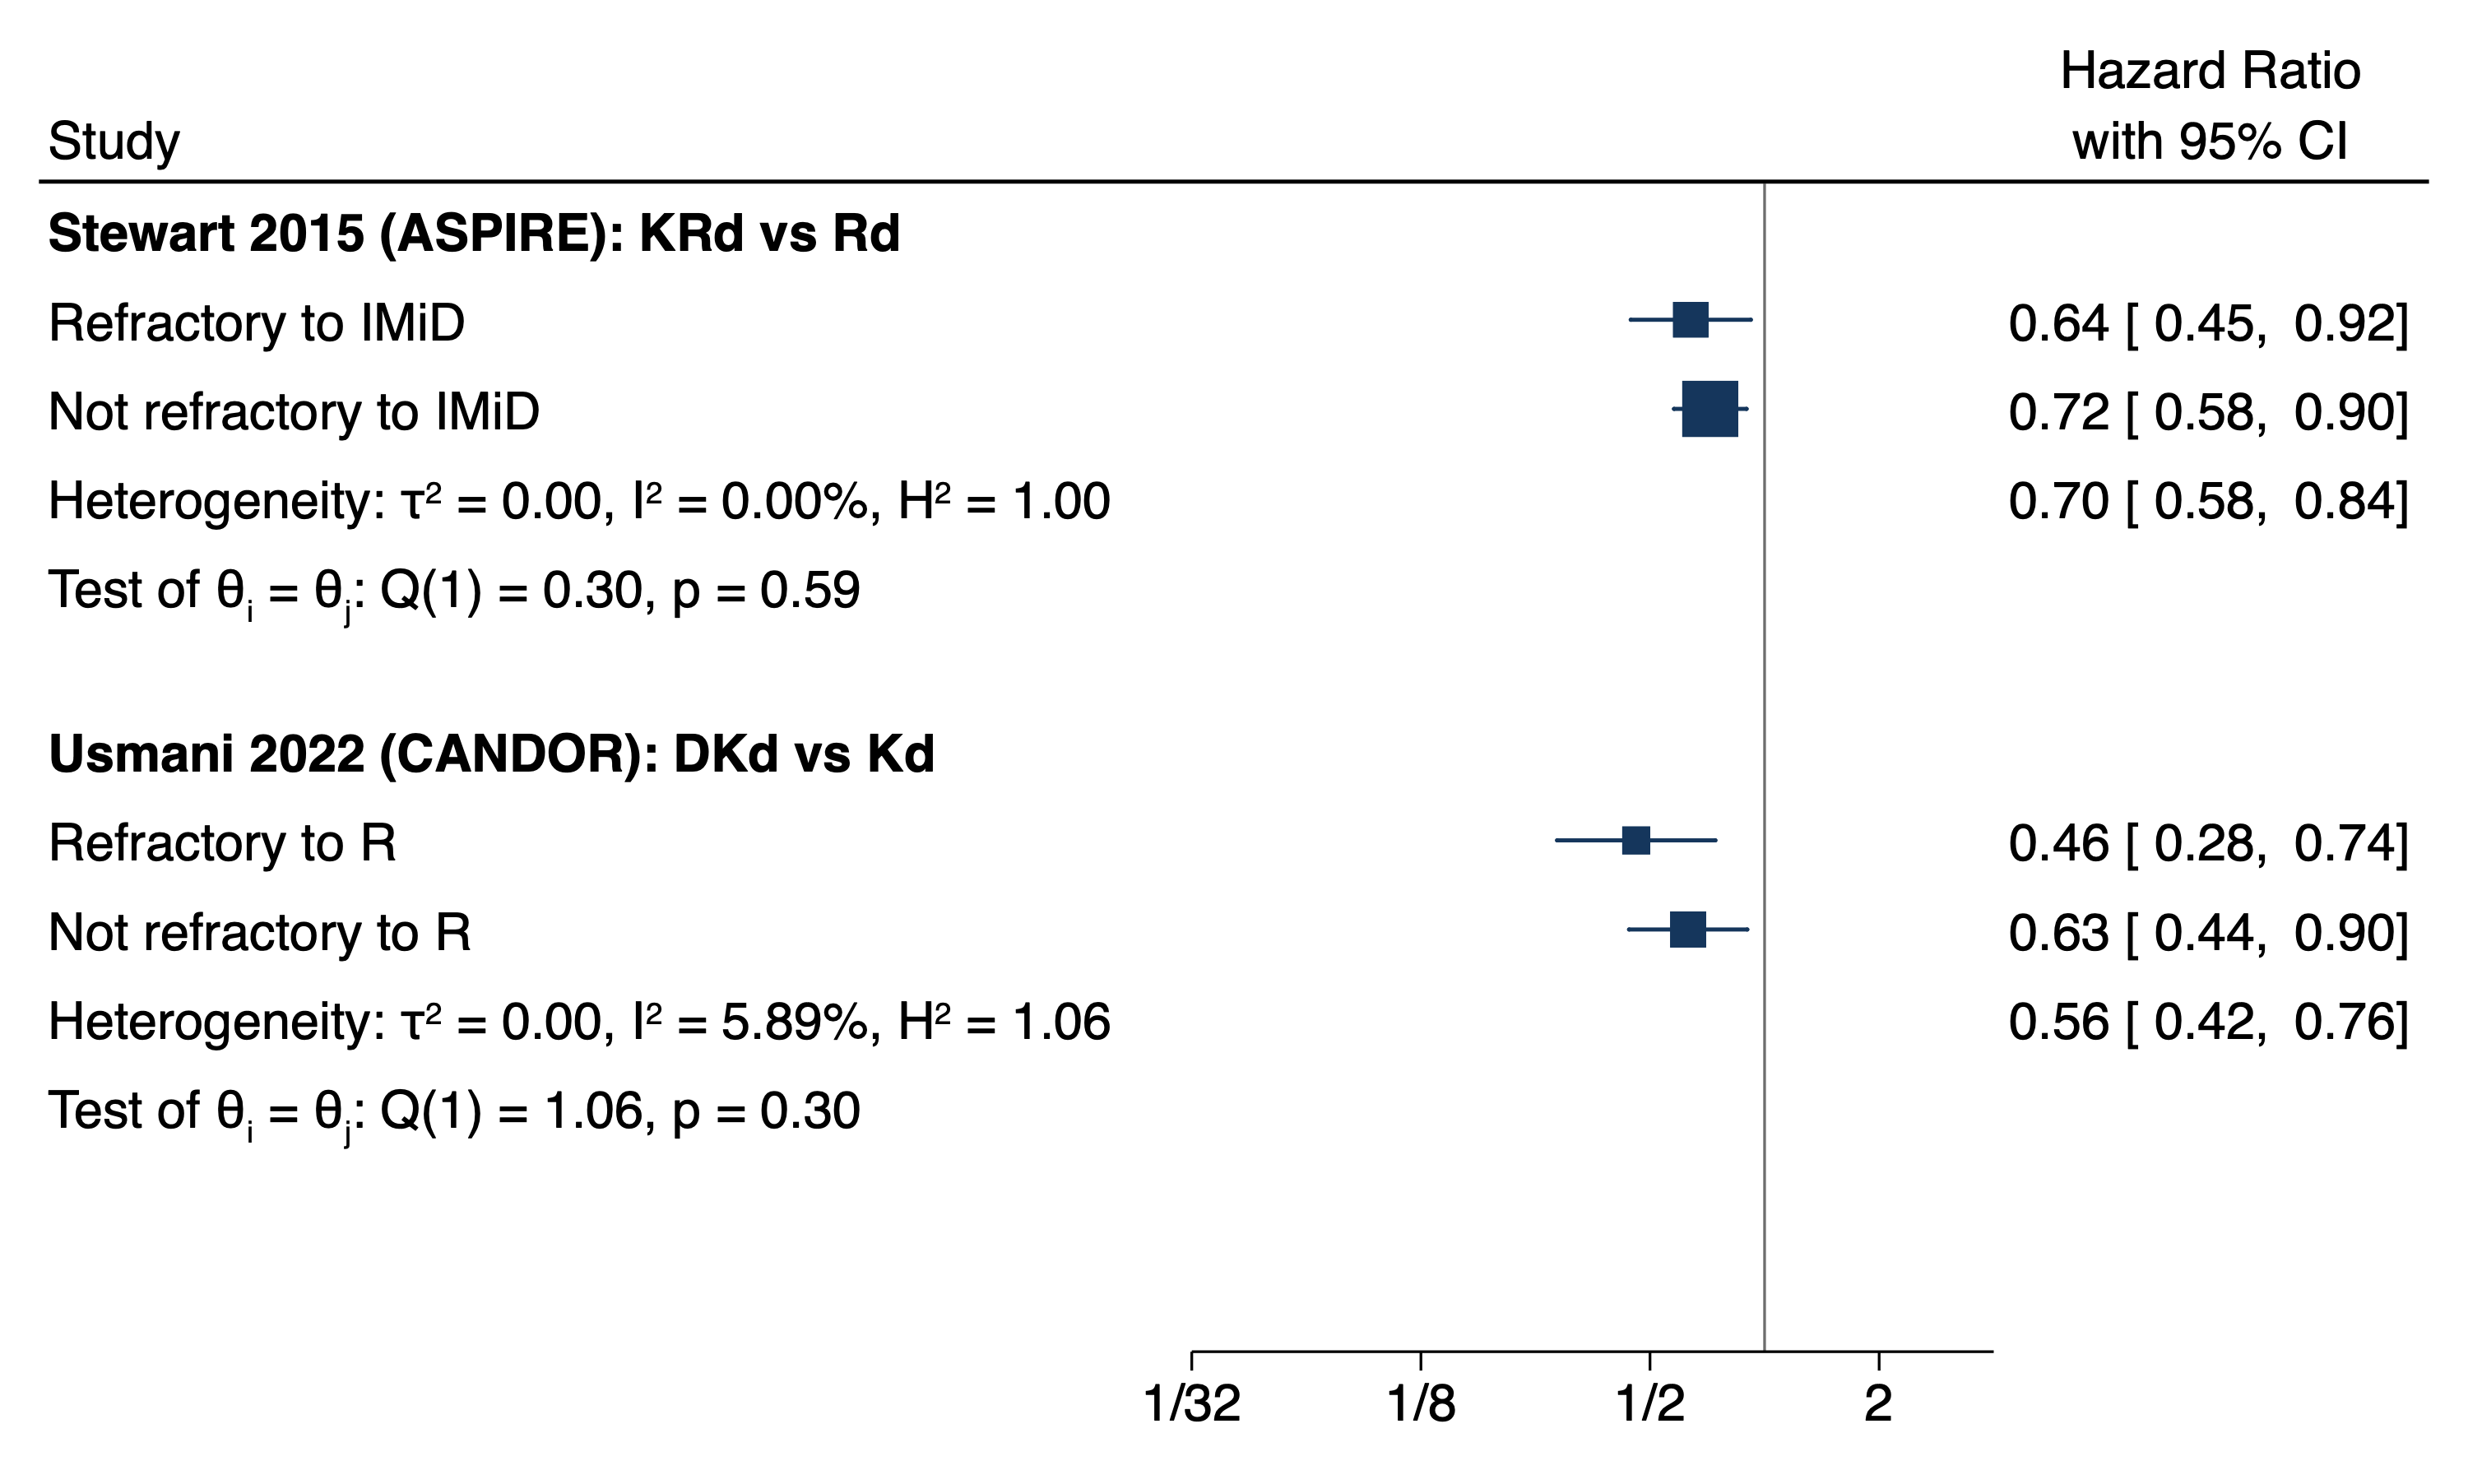 Hazard Ratio
Study with 95% CI
Stewart 2015 (ASPIRE): KRd vs Rd
Refractory to IMiD 0.64 [ 0.45, 0.92]
Not refractory to IMiD 0.72 [ 0.58, 0.90]
Heterogeneity: τ² = 0.00, I² = 0.00%, H² = 1.00 0.70 [ 0.58, 0.84]
Test of θᵢ = θⱼ: Q(1) = 0.30, p = 0.59
Usmani 2022 (CANDOR): DKd vs Kd
Refractory to R 0.46 [ 0.28, 0.74]
Not refractory to R 0.63 [ 0.44, 0.90]
Heterogeneity: τ² = 0.00, I² = 5.89%, H² = 1.06 0.56 [ 0.42, 0.76]
Test of θᵢ = θⱼ: Q(1) = 1.06, p = 0.30
1/32 1/8 1/2 2